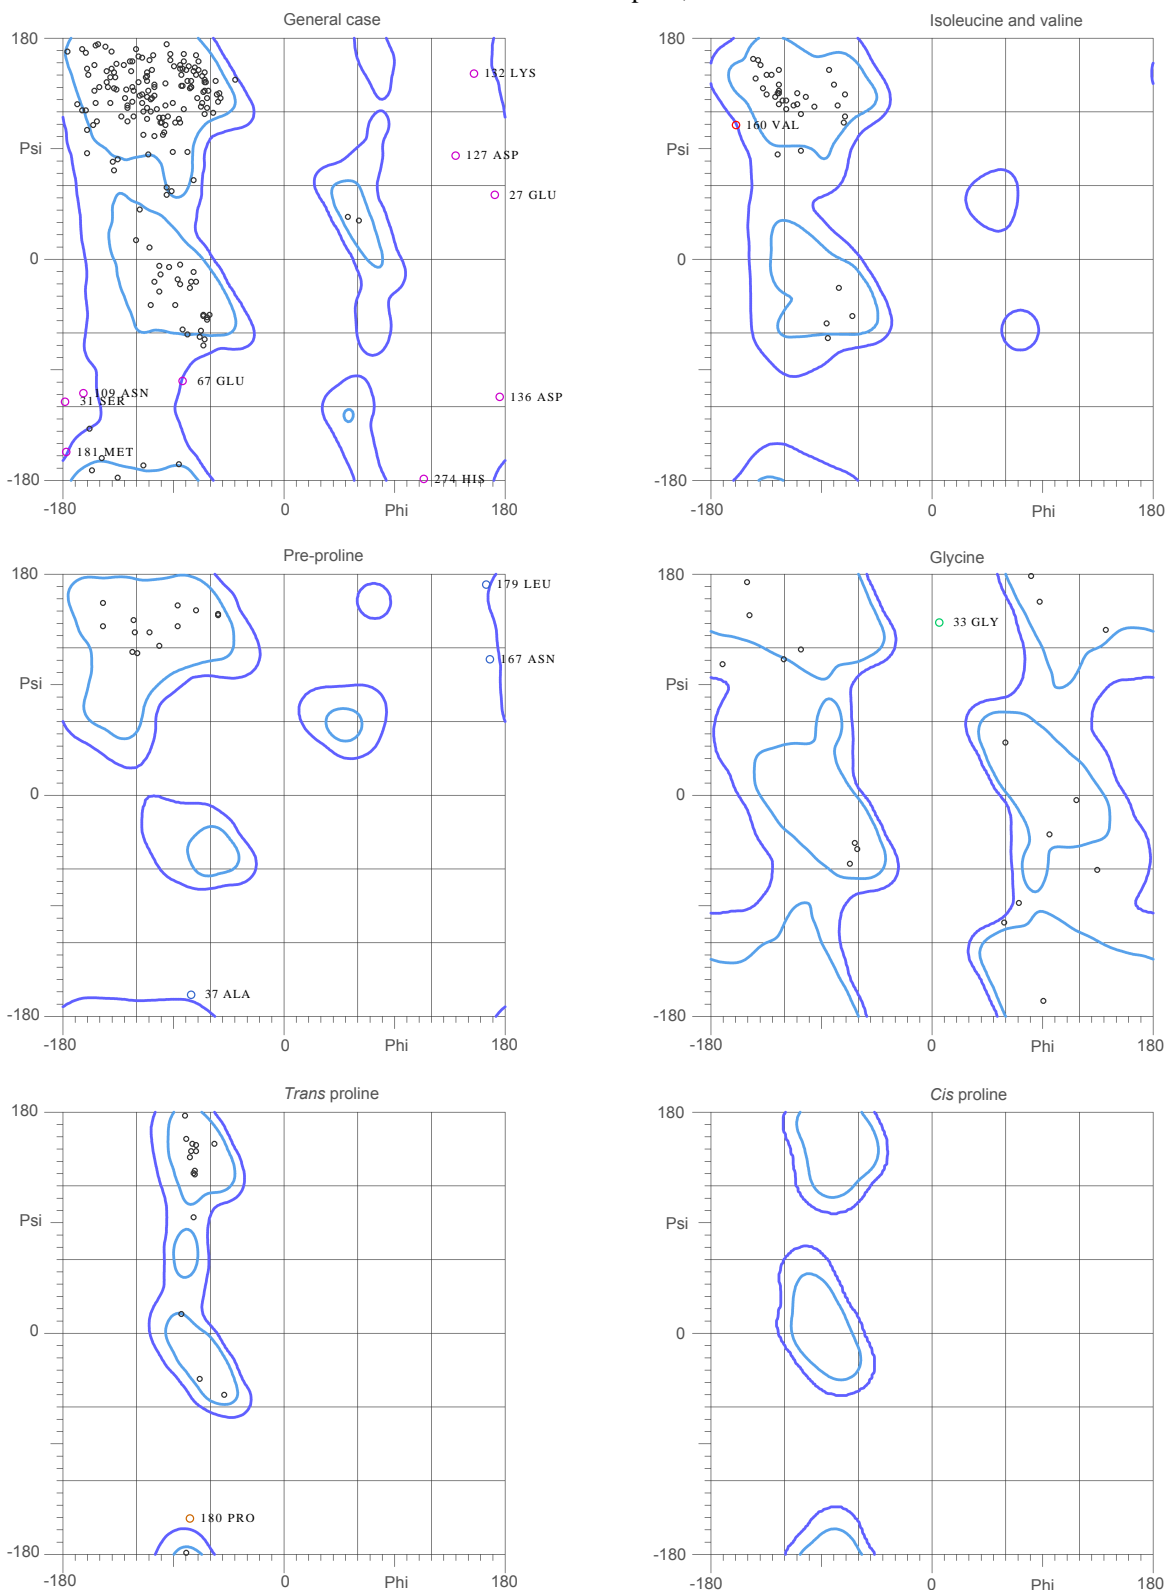 General case
180
132 LYS
Psi
127 ASP
27 GLU
0
67 GLU
109 ASN
31 SER
136 ASP
181 MET
274 HIS
-180
-180 0 Phi 180
Isoleucine and valine
180
160 VAL
Psi
0
-180
-180 0 Phi 180
Pre-proline
180
179 LEU
167 ASN
Psi
0
37 ALA
-180
-180 0 Phi 180
Glycine
180
33 GLY
Psi
0
-180
-180 0 Phi 180
Trans proline
180
Psi
0
180 PRO
-180
-180 0 Phi 180
Cis proline
180
Psi
0
-180
-180 0 Phi 180